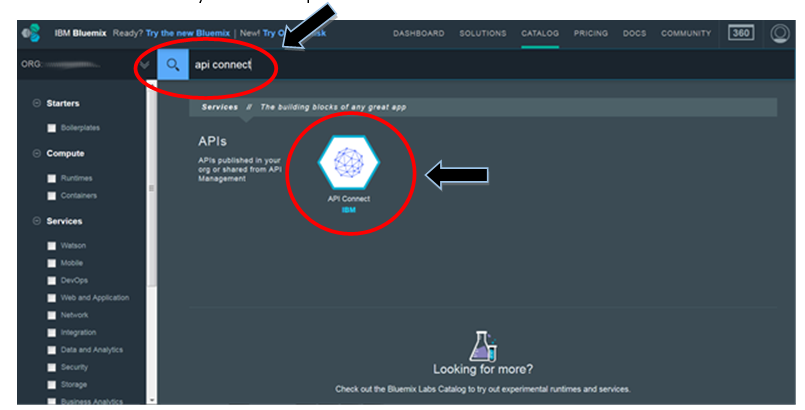 IBM Bluemix Ready? Try the new Bluemix | New! Try O sk
DASHBOARD SOLUTIONS CATALOG PRICING DOCS COMMUNITY 360
ORG:
api connect
Starters
Boilerplates
Compute
Runtimes
Containers
Services
Watson
Mobile
DevOps
Web and Application
Network
Integration
Data and Analytics
Security
Storage
Business Analytics
Services // The building blocks of any great app
APIs
APIs published in your
org or shared from API
Management
API Connect
IBM
Looking for more?
Check out the Bluemix Labs Catalog to try out experimental runtimes and services.